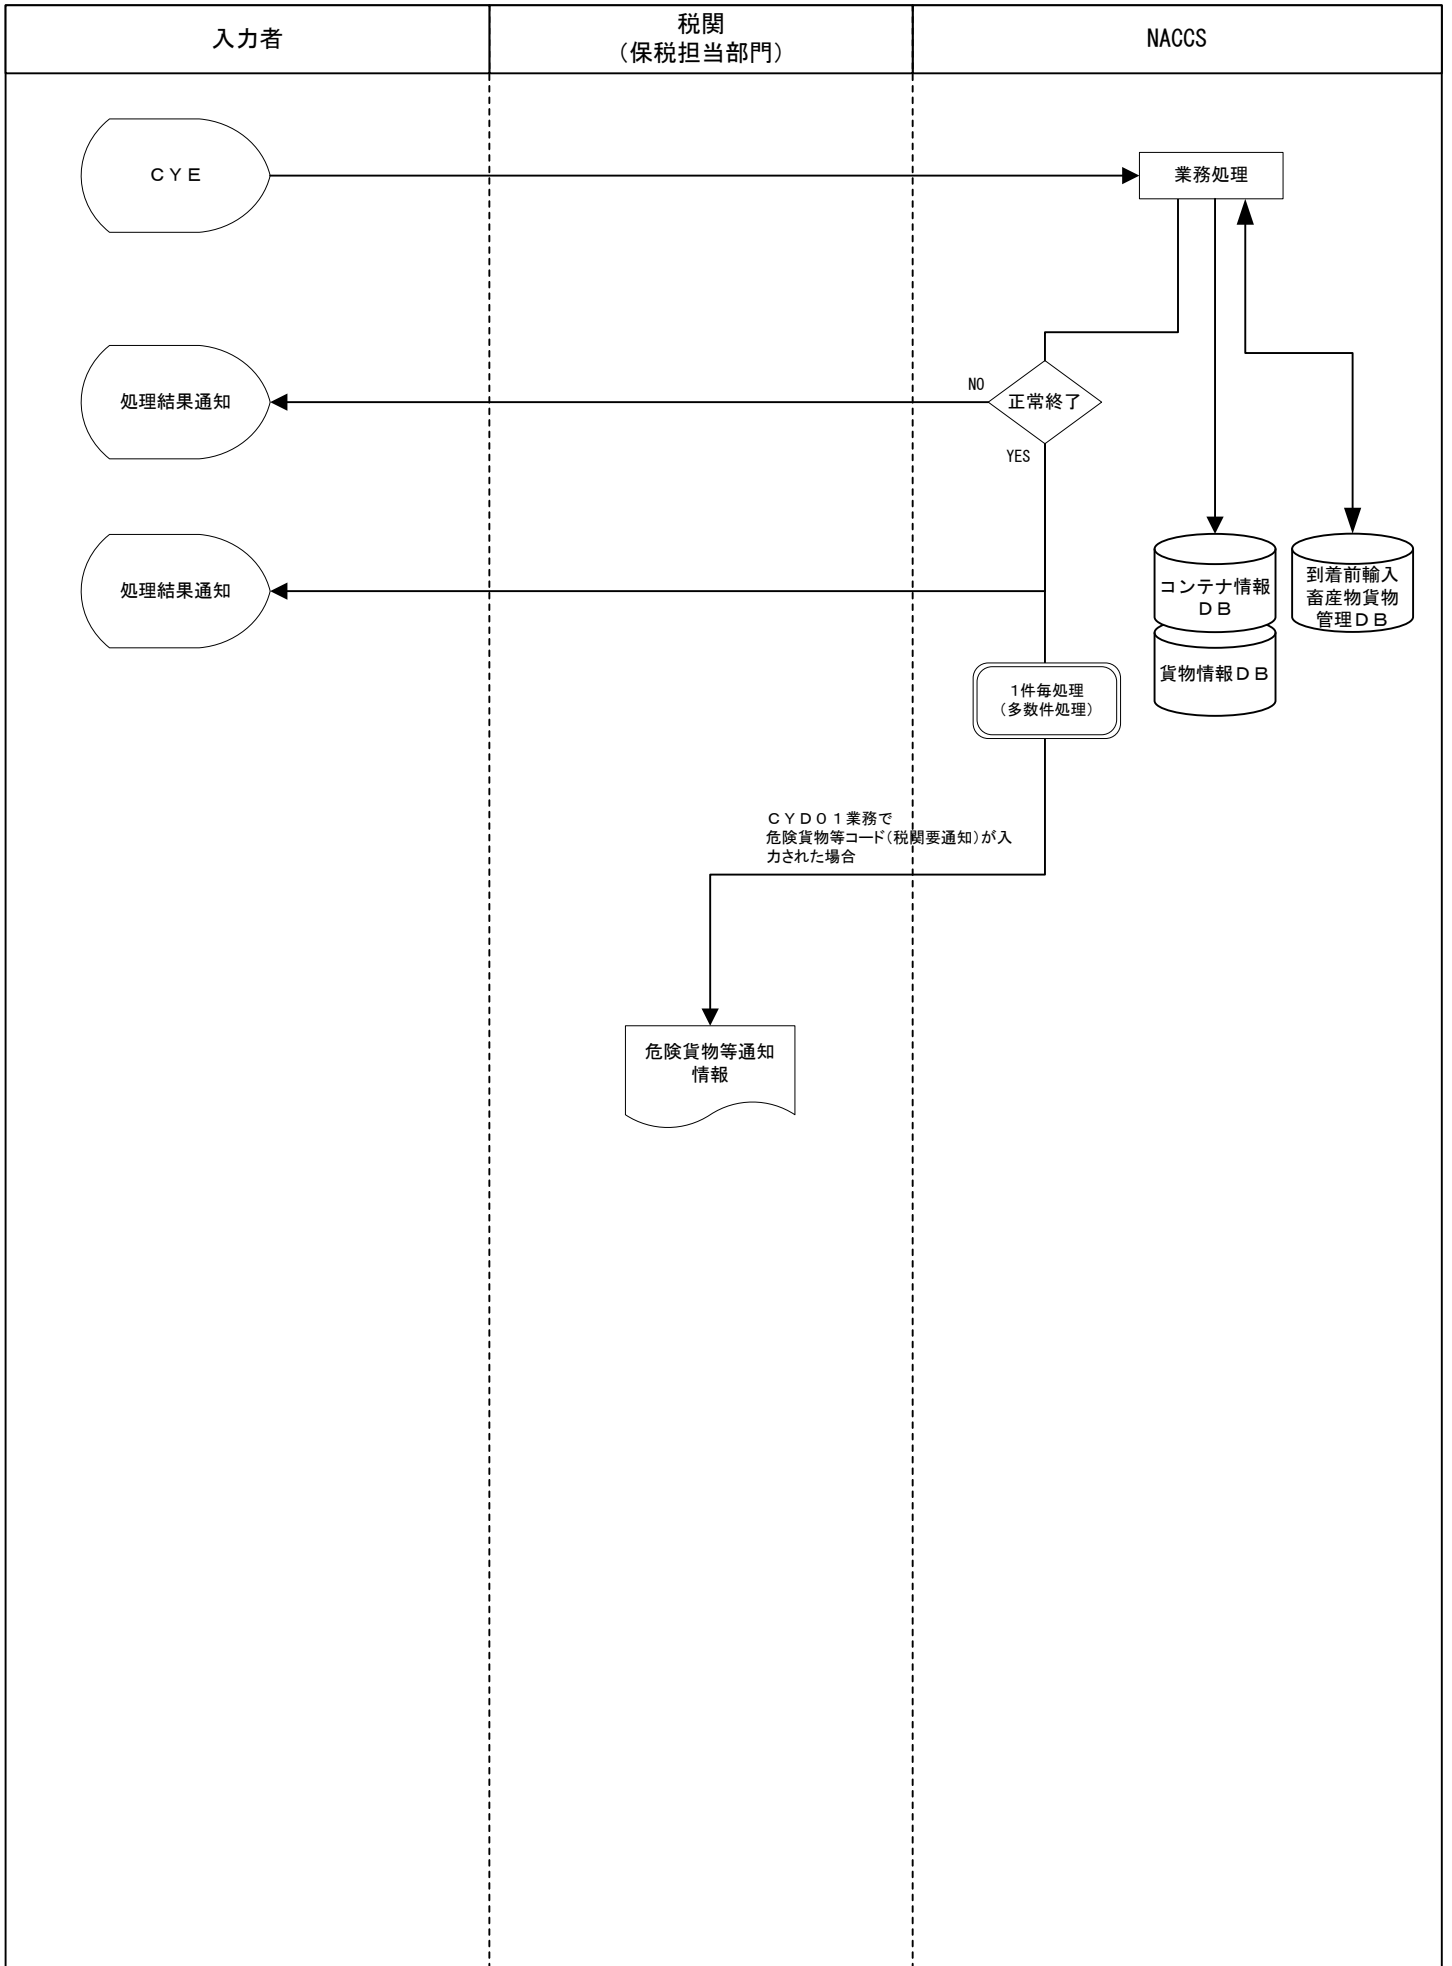 入力者
税関
（保税担当部門）
NACCS
ＣＹＥ
業務処理
処理結果通知
NO
正常終了
YES
処理結果通知
コンテナ情報
ＤＢ
到着前輸入
畜産物貨物
管理ＤＢ
貨物情報ＤＢ
1件毎処理
（多数件処理）
ＣＹＤ０１業務で
危険貨物等コード（税関要通知）が入
力された場合
危険貨物等通知
情報